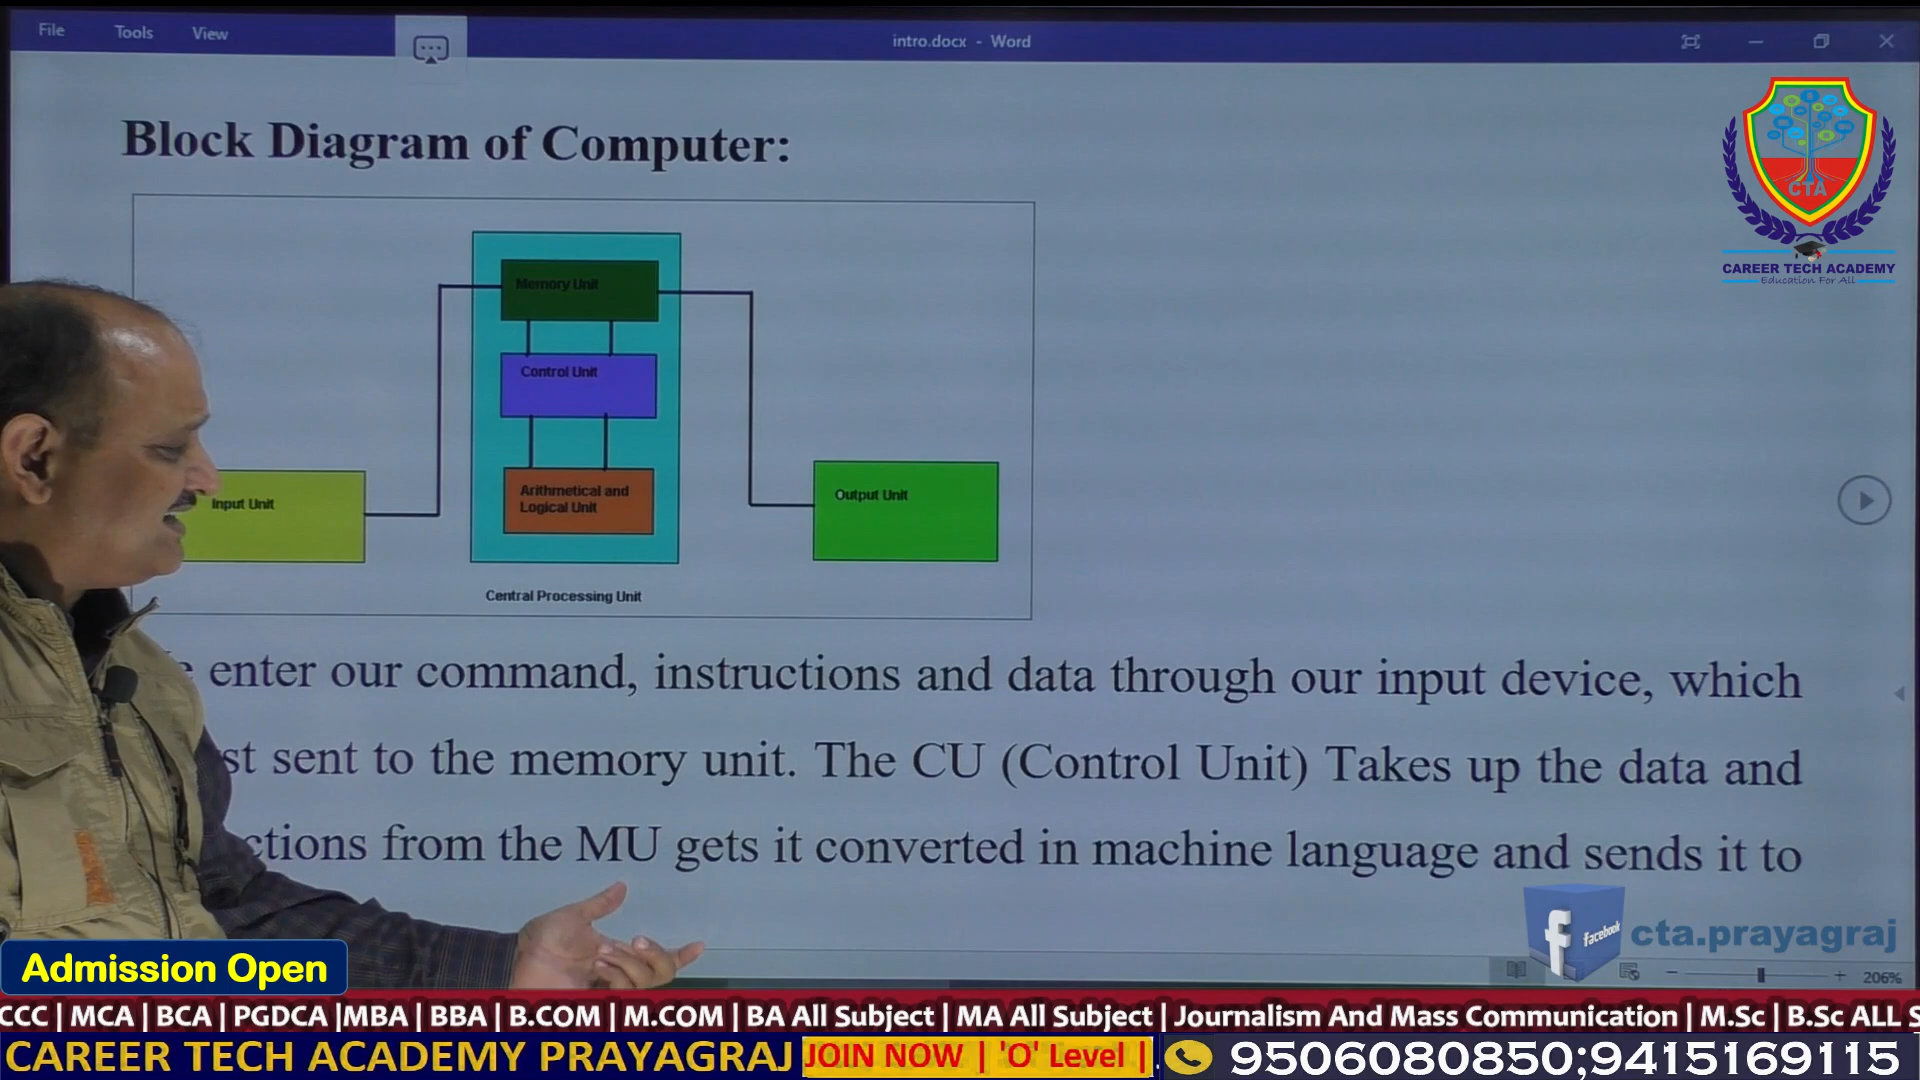 File Tools View
intro.docx - Word
Block Diagram of Computer:
CTA
CAREER TECH ACADEMY
Education For All
Memory Unit
Control Unit
Arithmetical and
Logical Unit
Input Unit
Output Unit
Central Processing Unit
enter our command, instructions and data through our input device, which
sent to the memory unit. The CU (Control Unit) Takes up the data and
from the MU gets it converted in machine language and sends it to
facebook cta.prayagraj
206%
Admission Open
CCC | MCA | BCA | PGDCA |MBA | BBA | B.COM | M.COM | BA All Subject | MA All Subject | Journalism And Mass Communication | M.Sc | B.Sc ALL S
CAREER TECH ACADEMY PRAYAGRAJ JOIN NOW | 'O' Level | 9506080850;9415169115